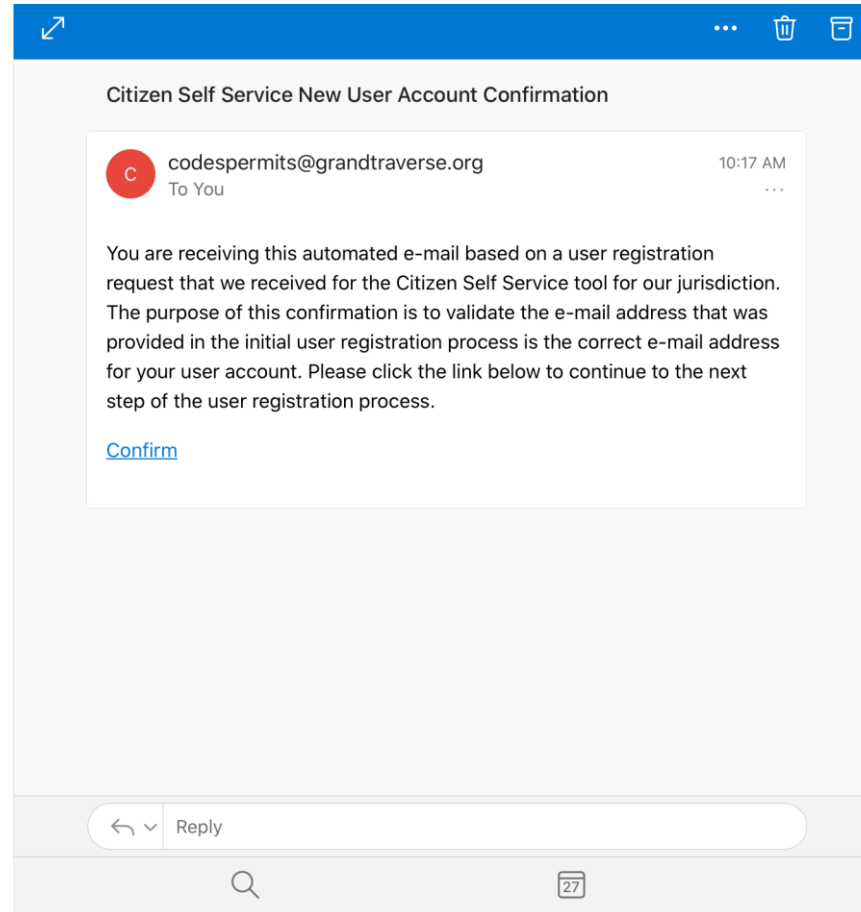 Citizen Self Service New User Account Confirmation
C
codespermits@grandtraverse.org
10:17 AM
To You
You are receiving this automated e-mail based on a user registration
request that we received for the Citizen Self Service tool for our jurisdiction.
The purpose of this confirmation is to validate the e-mail address that was
provided in the initial user registration process is the correct e-mail address
for your user account. Please click the link below to continue to the next
step of the user registration process.
Confirm
Reply
27